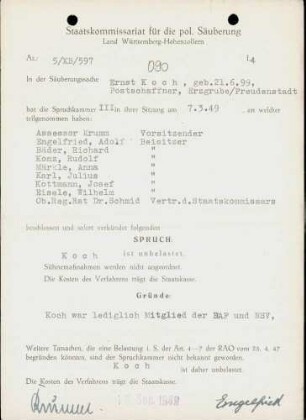 Staatskommissariat für die pol. Säuberung
Land Württemberg-Hohenzollern
Az.: 5/XB/597
090
14
In der Säuberungssache Ernst Koch, geb.21.6.99,
Postschaffner, Erzgrube/Freudenstadt
hat die Spruchkammer III in ihrer Sitzung am 7.3.49 , an welcher
teilgenommen haben:
Assessor Krumm Vorsitzender
Engelfried, Adolf Beisitzer
Bäder, Richard "
Konz, Rudolf "
Märkle, Anna "
Karl, Julius "
Kottmann, Josef "
Eisele, Wilhelm "
Ob.Reg.Rat Dr.Schmid Vertr.d.Staatskommissars
beschlossen und sofort verkündet folgenden
SPRUCH:
Koch ist unbelastet.
Sühnemaßnahmen werden nicht angeordnet.
Die Kosten des Verfahrens trägt die Staatskasse.
Gründe:
Koch war lediglich Mitglied der DAF und NSV.
Weitere Tatsachen, die eine Belastung i. S. der Art. 4—7 der RAO vom 25. 4. 47
begründen könnten, sind der Spruchkammer nicht bekannt geworden.
Koch ist daher unbelastet.
Die Kosten des Verfahrens trägt die Staatskasse.
Krumm
Engelfried